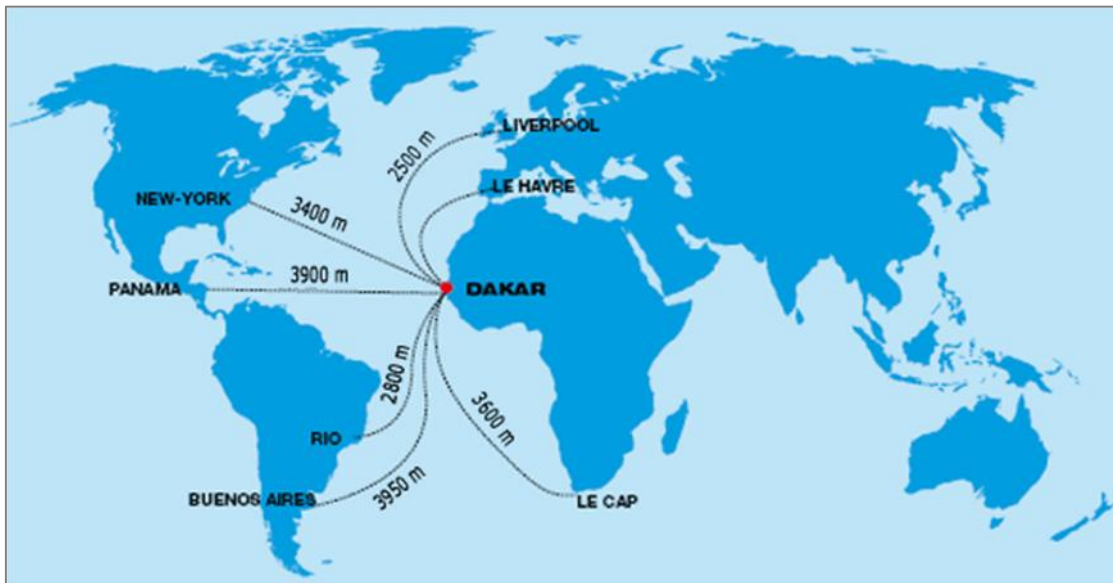 LIVERPOOL
2500 m
LE HAVRE
NEW-YORK
3400 m
3900 m
PANAMA
DAKAR
2800 m
3600 m
RIO
3950 m
BUENOS AIRES
LE CAP